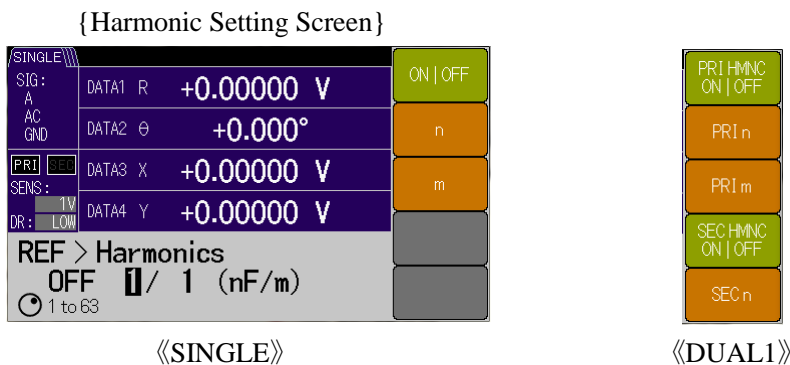 {Harmonic Setting Screen}
SINGLE
SIG:
A
AC
GND
PRI SEC
SENS:
1V
DR: LOW
DATA1 R +0.00000 V
DATA2 θ +0.000°
DATA3 X +0.00000 V
DATA4 Y +0.00000 V
REF > Harmonics
OFF 1/ 1 (nF/m)
1 to 63
ON | OFF
n
m
《SINGLE》
PRI HMNC
ON | OFF
PRI n
PRI m
SEC HMNC
ON | OFF
SEC n
《DUAL1》